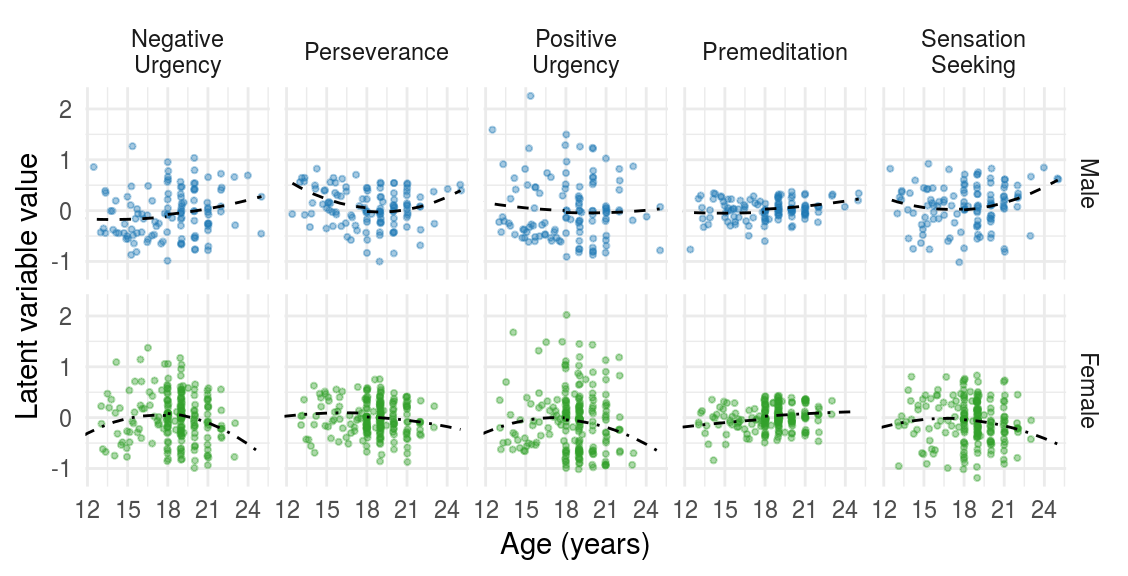 Negative
Urgency
Perseverance
Positive
Urgency
Premeditation
Sensation
Seeking
Latent variable value
2
1
0
-1
Male
2
1
0
-1
Female
12 15 18 21 24 12 15 18 21 24 12 15 18 21 24 12 15 18 21 24 12 15 18 21 24
Age (years)